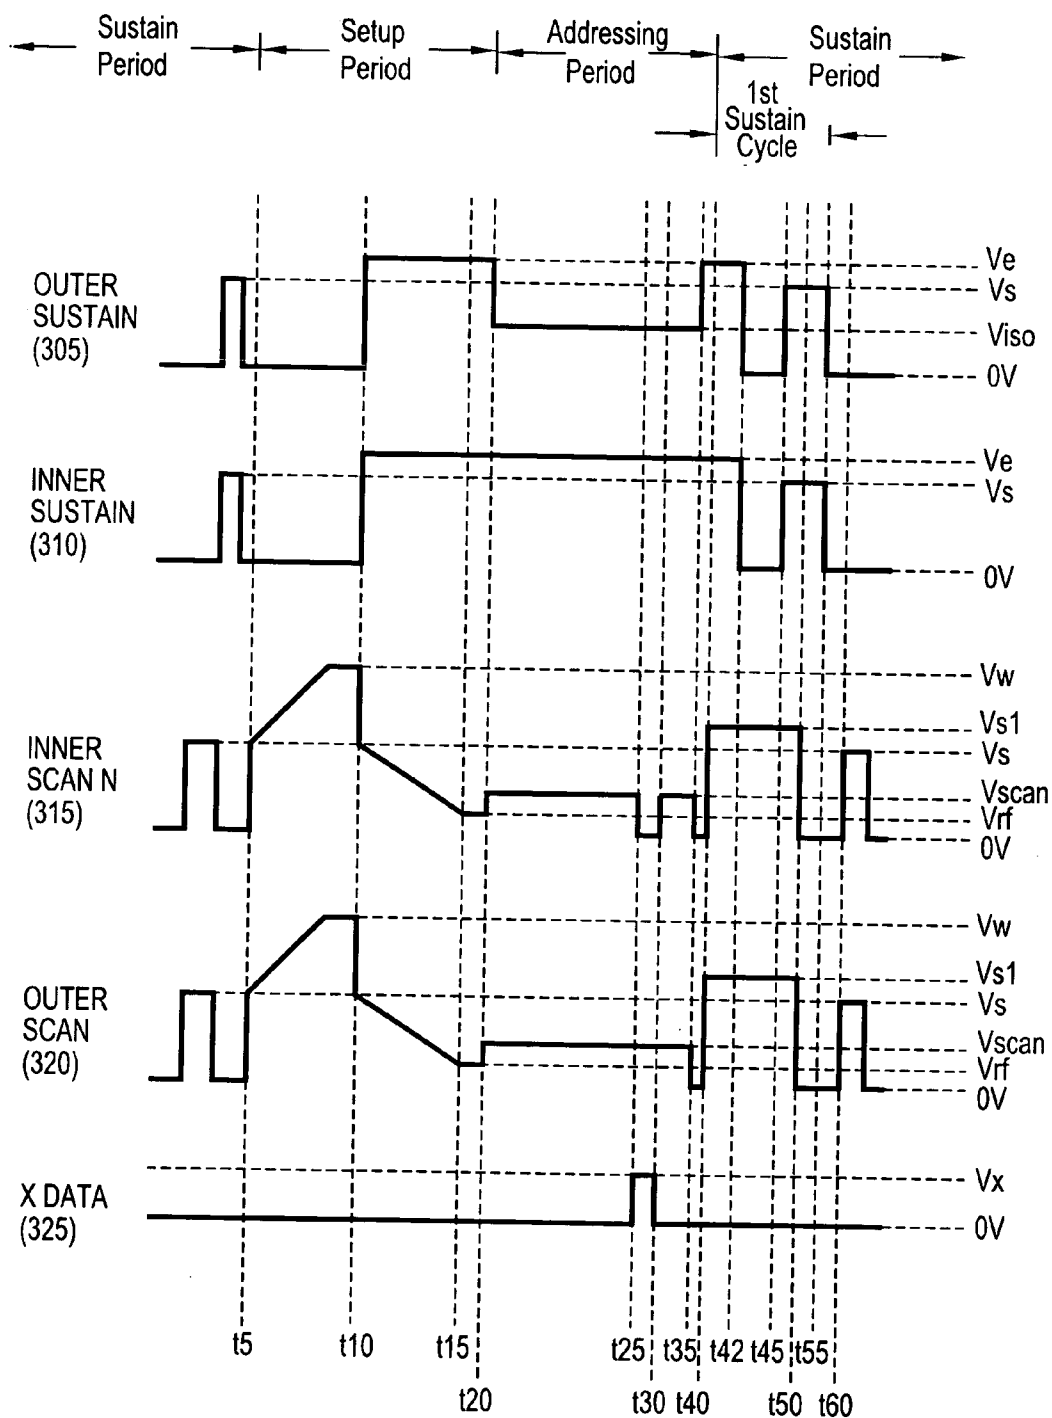 Sustain
Period
Setup
Period
Addressing
Period
Sustain
Period
1st
Sustain
Cycle
OUTER
SUSTAIN
(305)
Ve
Vs
Viso
0V
INNER
SUSTAIN
(310)
Ve
Vs
0V
INNER
SCAN N
(315)
Vw
Vs1
Vs
Vscan
Vrf
0V
OUTER
SCAN
(320)
Vw
Vs1
Vs
Vscan
Vrf
0V
X DATA
(325)
Vx
0V
t5 t10 t15 t25 t35 t42 t45 t55
t20 t30 t40 t50 t60